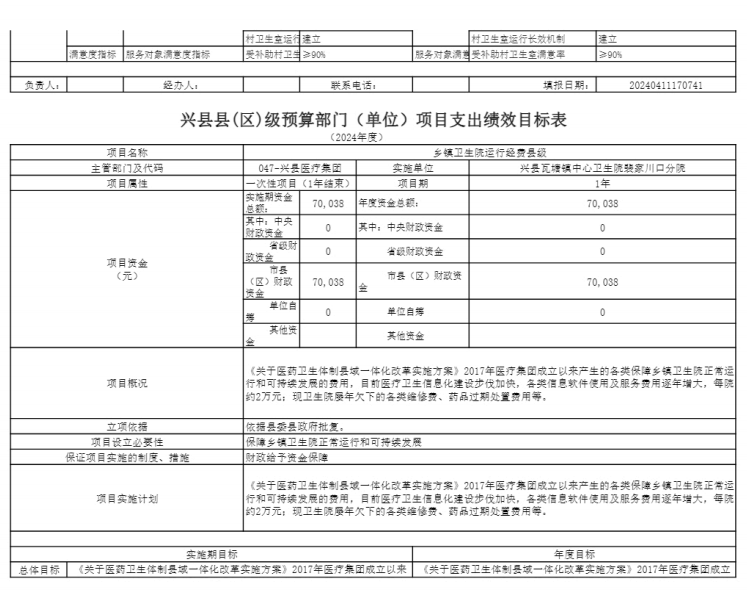 村卫生室运行 建立 村卫生室运行长效机制 建立
满意度指标 服务对象满意度指标 受补助村卫生 ≥90% 服务对象满意 受补助村卫生室满意率 ≥90%
负责人： 经办人： 联系电话： 填报日期： 20240411170741
兴县县(区)级预算部门（单位）项目支出绩效目标表
（2024年度）
项目名称 乡镇卫生院运行经费县级
主管部门及代码 047-兴县医疗集团 实施单位 兴县瓦塘镇中心卫生院裴家川口分院
项目属性 一次性项目（1年结束） 项目期 1年
项目资金
（元）
实施期资金
总额： 70,038 年度资金总额： 70,038
其中：中央
财政资金 0 其中：中央财政资金 0
省级财
政资金 0 省级财政资金 0
市县
（区）财政
资金 70,038 市县（区）财政资
金 70,038
单位自
筹 0 单位自筹 0
其他资
金 其他资金
项目概况 《关于医药卫生体制县域一体化改革实施方案》2017年医疗集团成立以来产生的各类保障乡镇卫生院正常运
行和可持续发展的费用，目前医疗卫生信息化建设步伐加快，各类信息软件使用及服务费用逐年增大，每院
约2万元；现卫生院屡年欠下的各类维修费、药品过期处置费用等。
立项依据 依据县委县政府批复。
项目设立必要性 保障乡镇卫生院正常运行和可持续发展
保证项目实施的制度、措施 财政给予资金保障
项目实施计划 《关于医药卫生体制县域一体化改革实施方案》2017年医疗集团成立以来产生的各类保障乡镇卫生院正常运
行和可持续发展的费用，目前医疗卫生信息化建设步伐加快，各类信息软件使用及服务费用逐年增大，每院
约2万元；现卫生院屡年欠下的各类维修费、药品过期处置费用等。
实施期目标 年度目标
总体目标 《关于医药卫生体制县域一体化改革实施方案》2017年医疗集团成立以来 《关于医药卫生体制县域一体化改革实施方案》2017年医疗集团成立